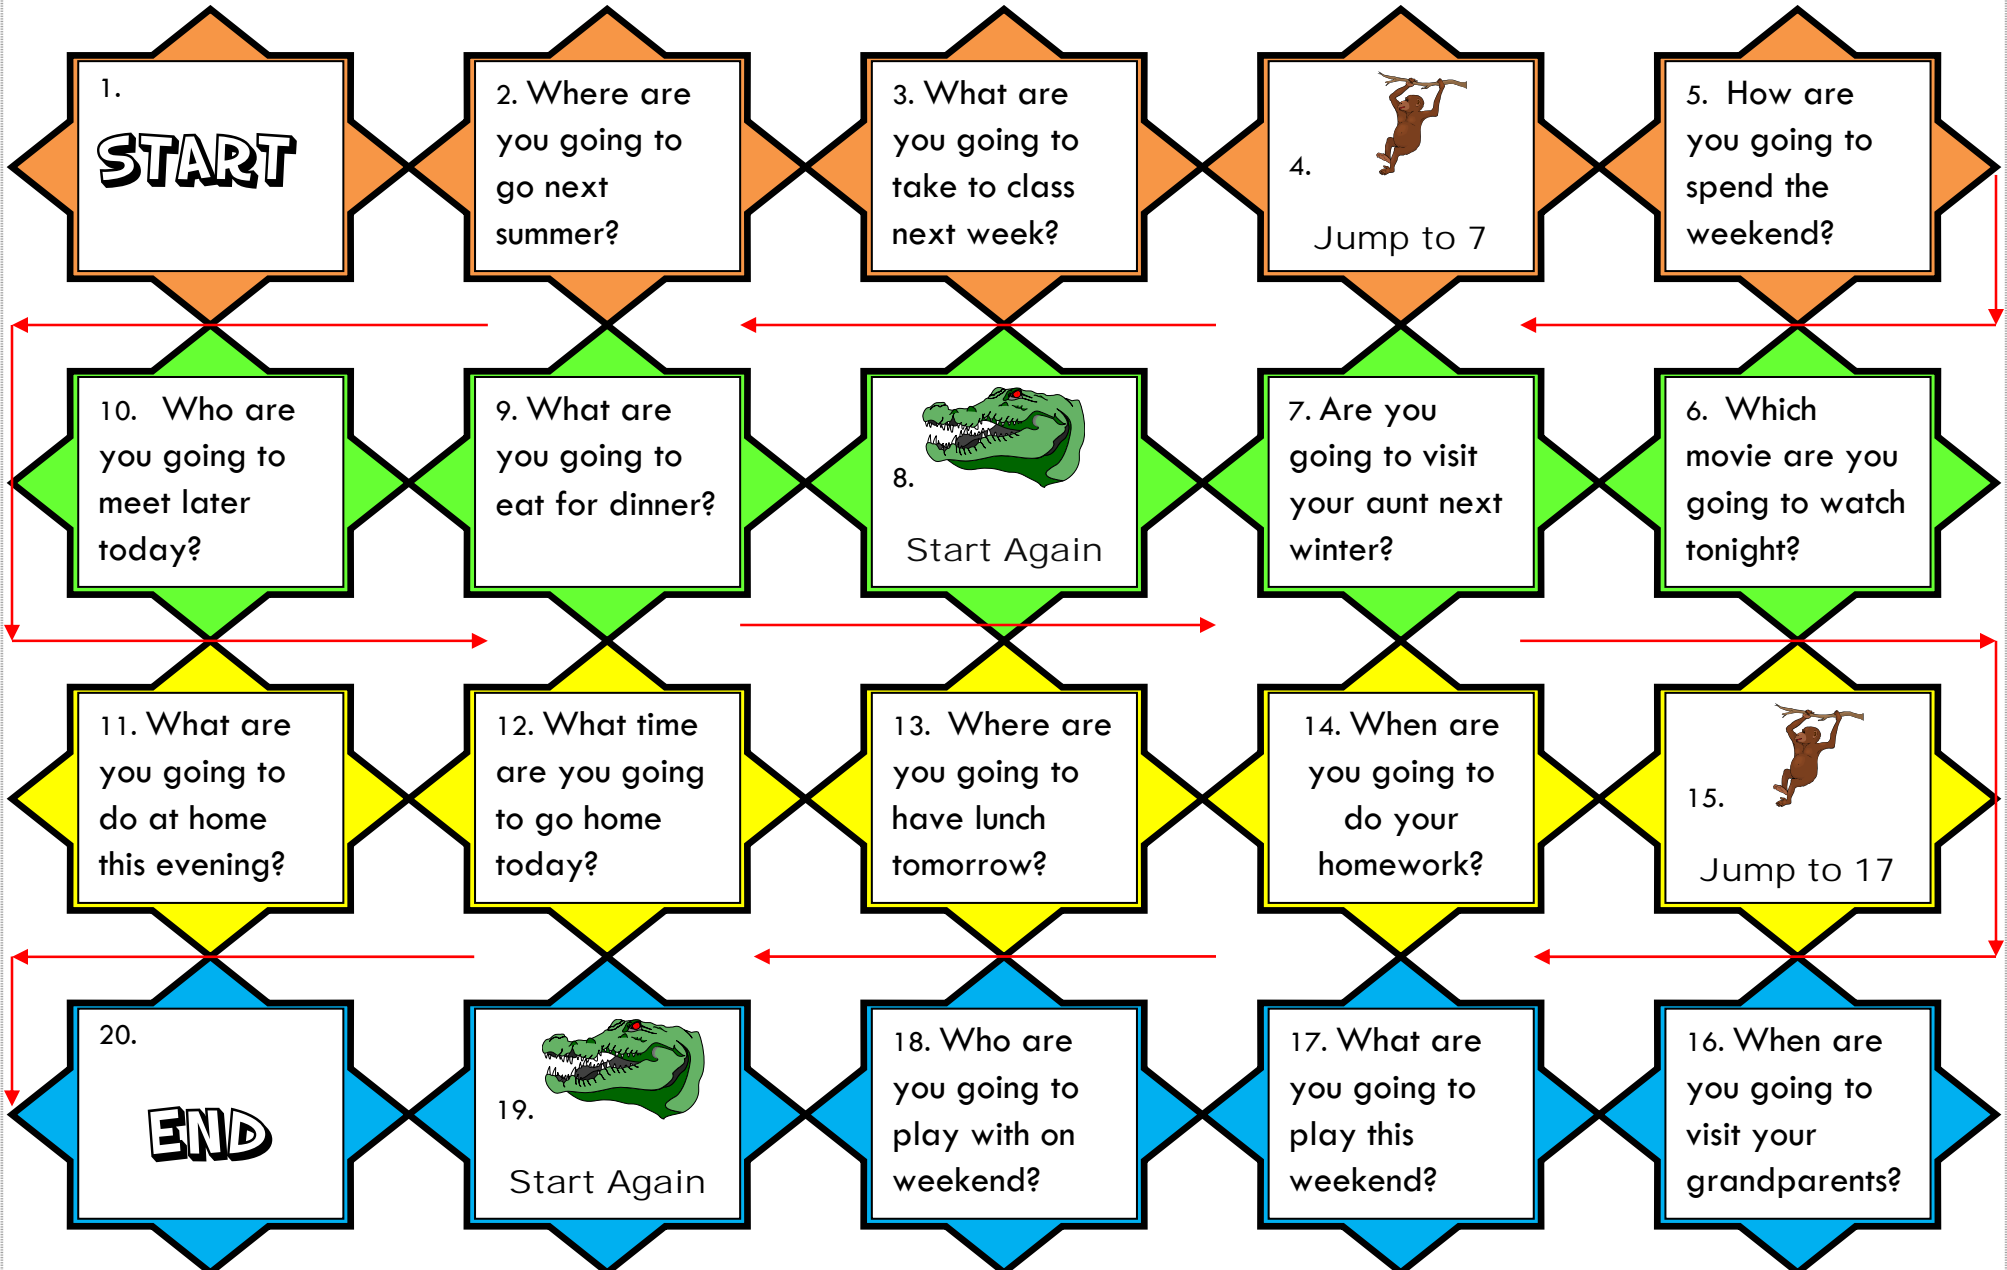 1.
START
2. Where are
you going to
go next
summer?
3. What are
you going to
take to class
next week?
4.
Jump to 7
5. How are
you going to
spend the
weekend?
10. Who are
you going to
meet later
today?
9. What are
you going to
eat for dinner?
8.
Start Again
7. Are you
going to visit
your aunt next
winter?
6. Which
movie are you
going to watch
tonight?
11. What are
you going to
do at home
this evening?
12. What time
are you going
to go home
today?
13. Where are
you going to
have lunch
tomorrow?
14. When are
you going to
do your
homework?
15.
Jump to 17
20.
END
19.
Start Again
18. Who are
you going to
play with on
weekend?
17. What are
you going to
play this
weekend?
16. When are
you going to
visit your
grandparents?